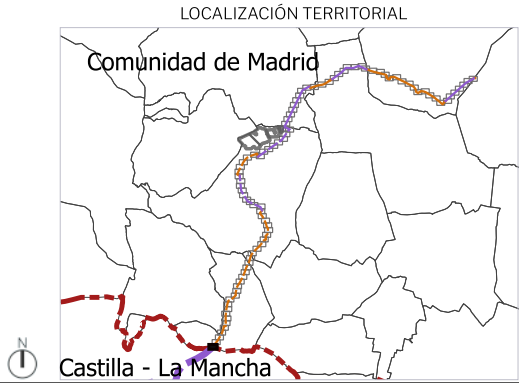 LOCALIZACIÓN TERRITORIAL
Comunidad de Madrid
N
Castilla - La Mancha